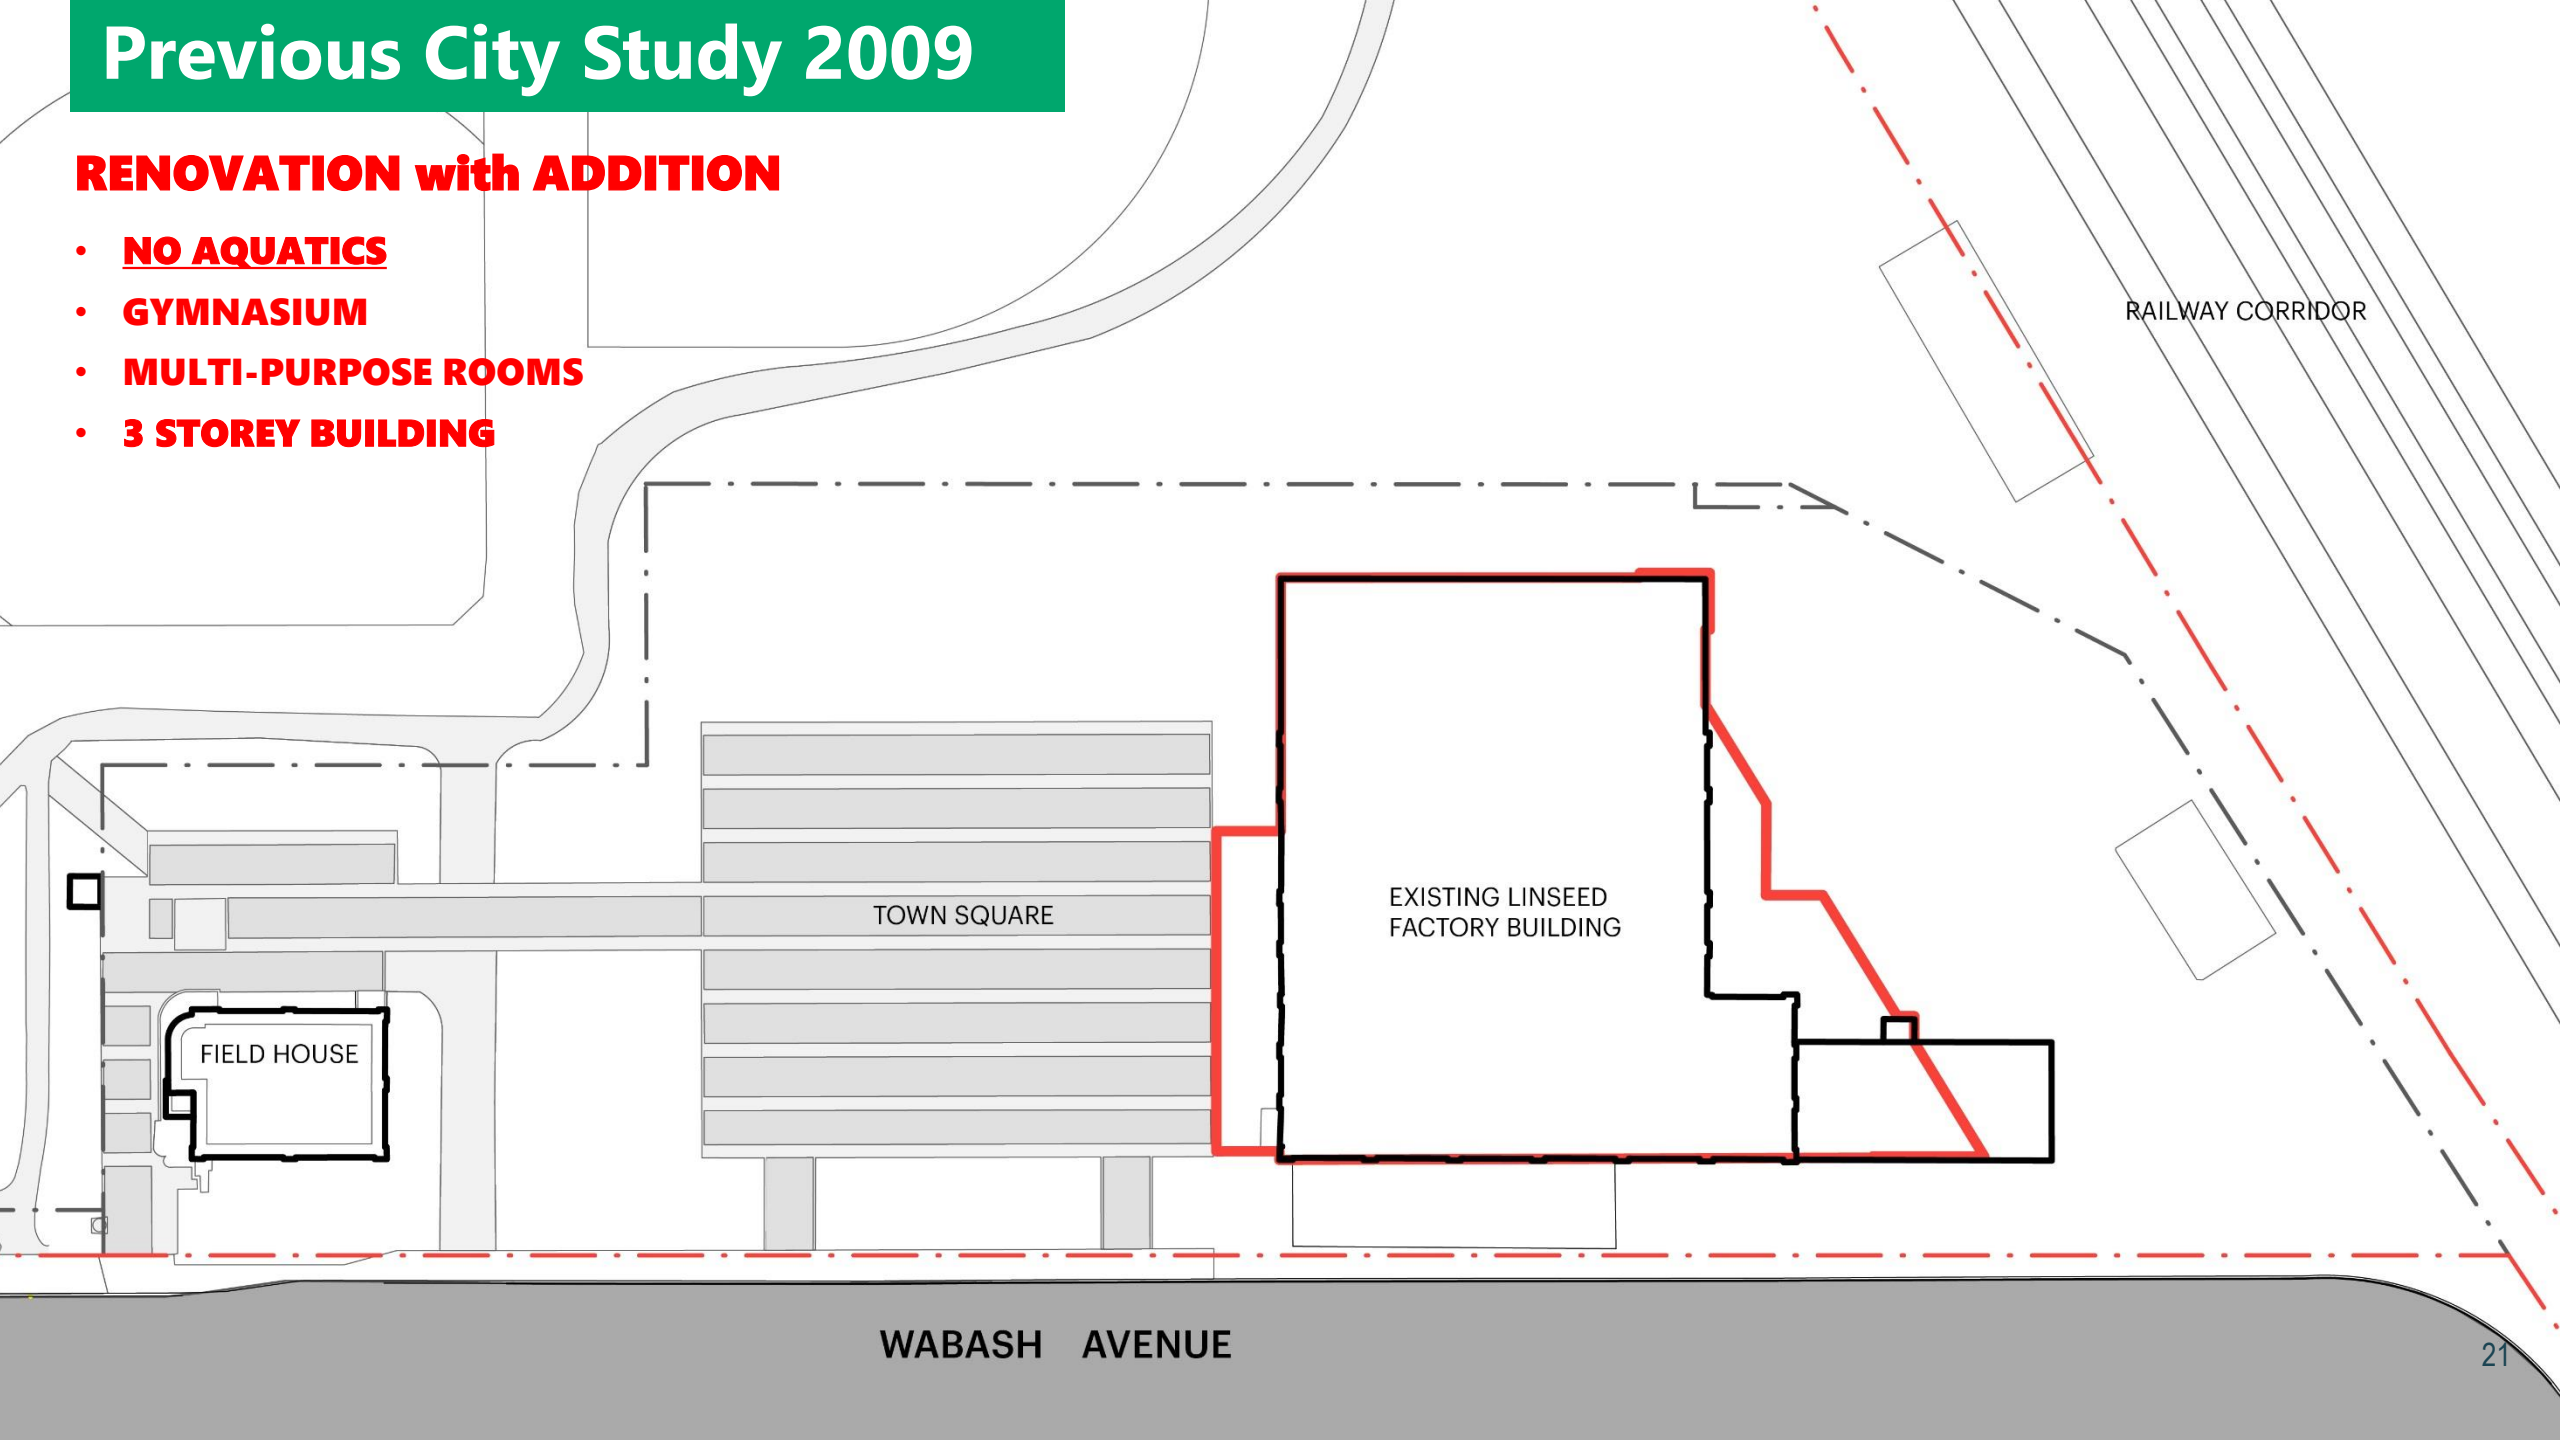 Previous City Study 2009
RENOVATION with ADDITION
• NO AQUATICS
• GYMNASIUM
• MULTI-PURPOSE ROOMS
• 3 STOREY BUILDING
RAILWAY CORRIDOR
EXISTING LINSEED
FACTORY BUILDING
TOWN SQUARE
FIELD HOUSE
WABASH AVENUE
21